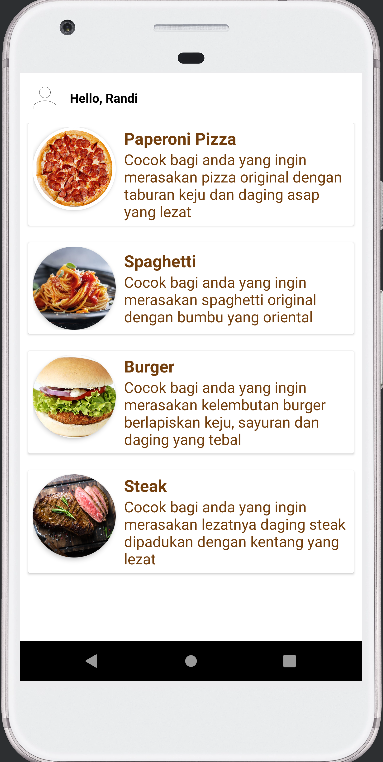 Hello, Randi
Paperoni Pizza
Cocok bagi anda yang ingin
merasakan pizza original dengan
taburan keju dan daging asap
yang lezat
Spaghetti
Cocok bagi anda yang ingin
merasakan spaghetti original
dengan bumbu yang oriental
Burger
Cocok bagi anda yang ingin
merasakan kelembutan burger
berlapiskan keju, sayuran dan
daging yang tebal
Steak
Cocok bagi anda yang ingin
merasakan lezatnya daging steak
dipadukan dengan kentang yang
lezat